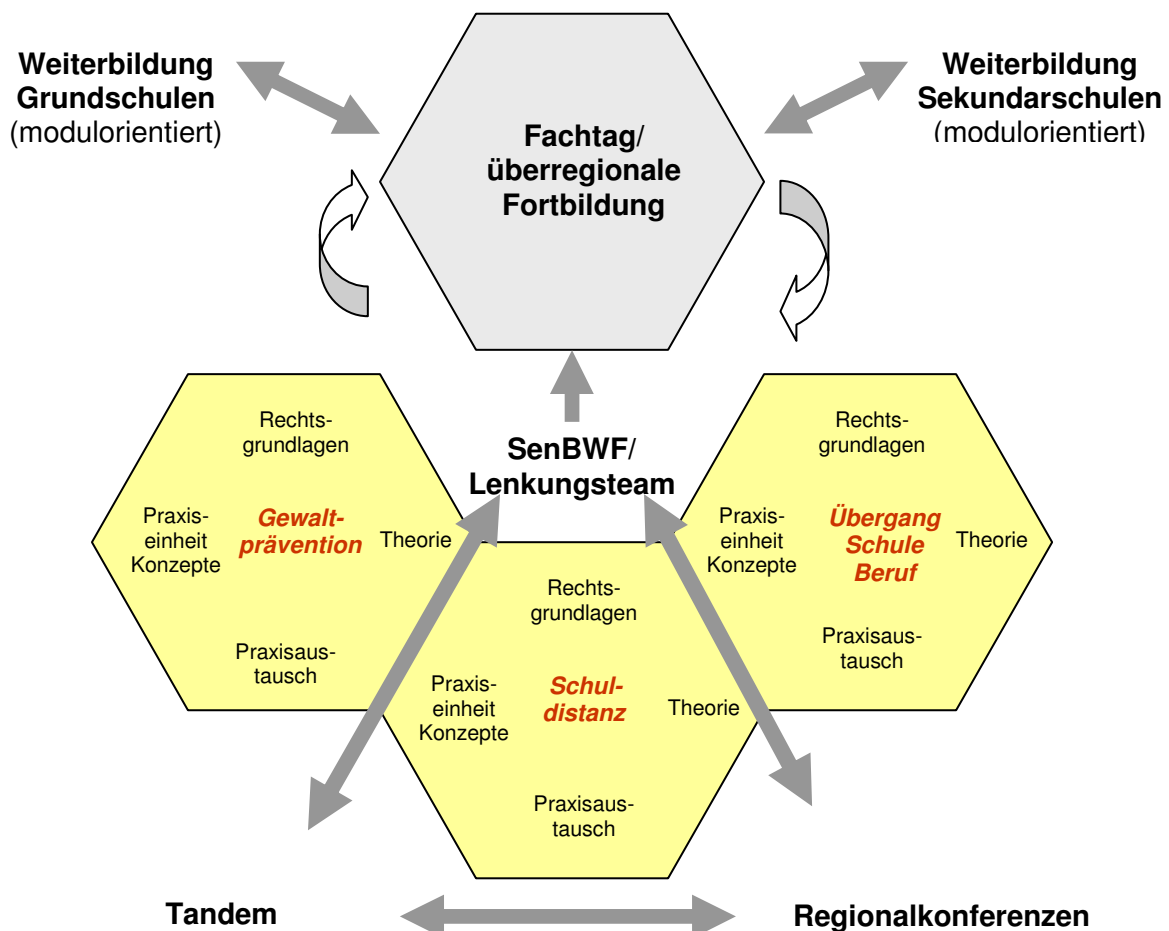 Weiterbildung
Grundschulen
(modulorientiert)
Weiterbildung
Sekundarschulen
(modulorientiert)
Fachtag/
überregionale
Fortbildung
SenBWF/
Lenkungsteam
Rechts-
grundlagen
Praxis-
einheit
Konzepte
Gewalt-
prävention
Theorie
Praxisaus-
tausch
Rechts-
grundlagen
Praxis-
einheit
Konzepte
Schul-
distanz
Theorie
Praxisaus-
tausch
Rechts-
grundlagen
Praxis-
einheit
Konzepte
Übergang
Schule
Beruf
Theorie
Praxisaus-
tausch
Tandem
Regionalkonferenzen